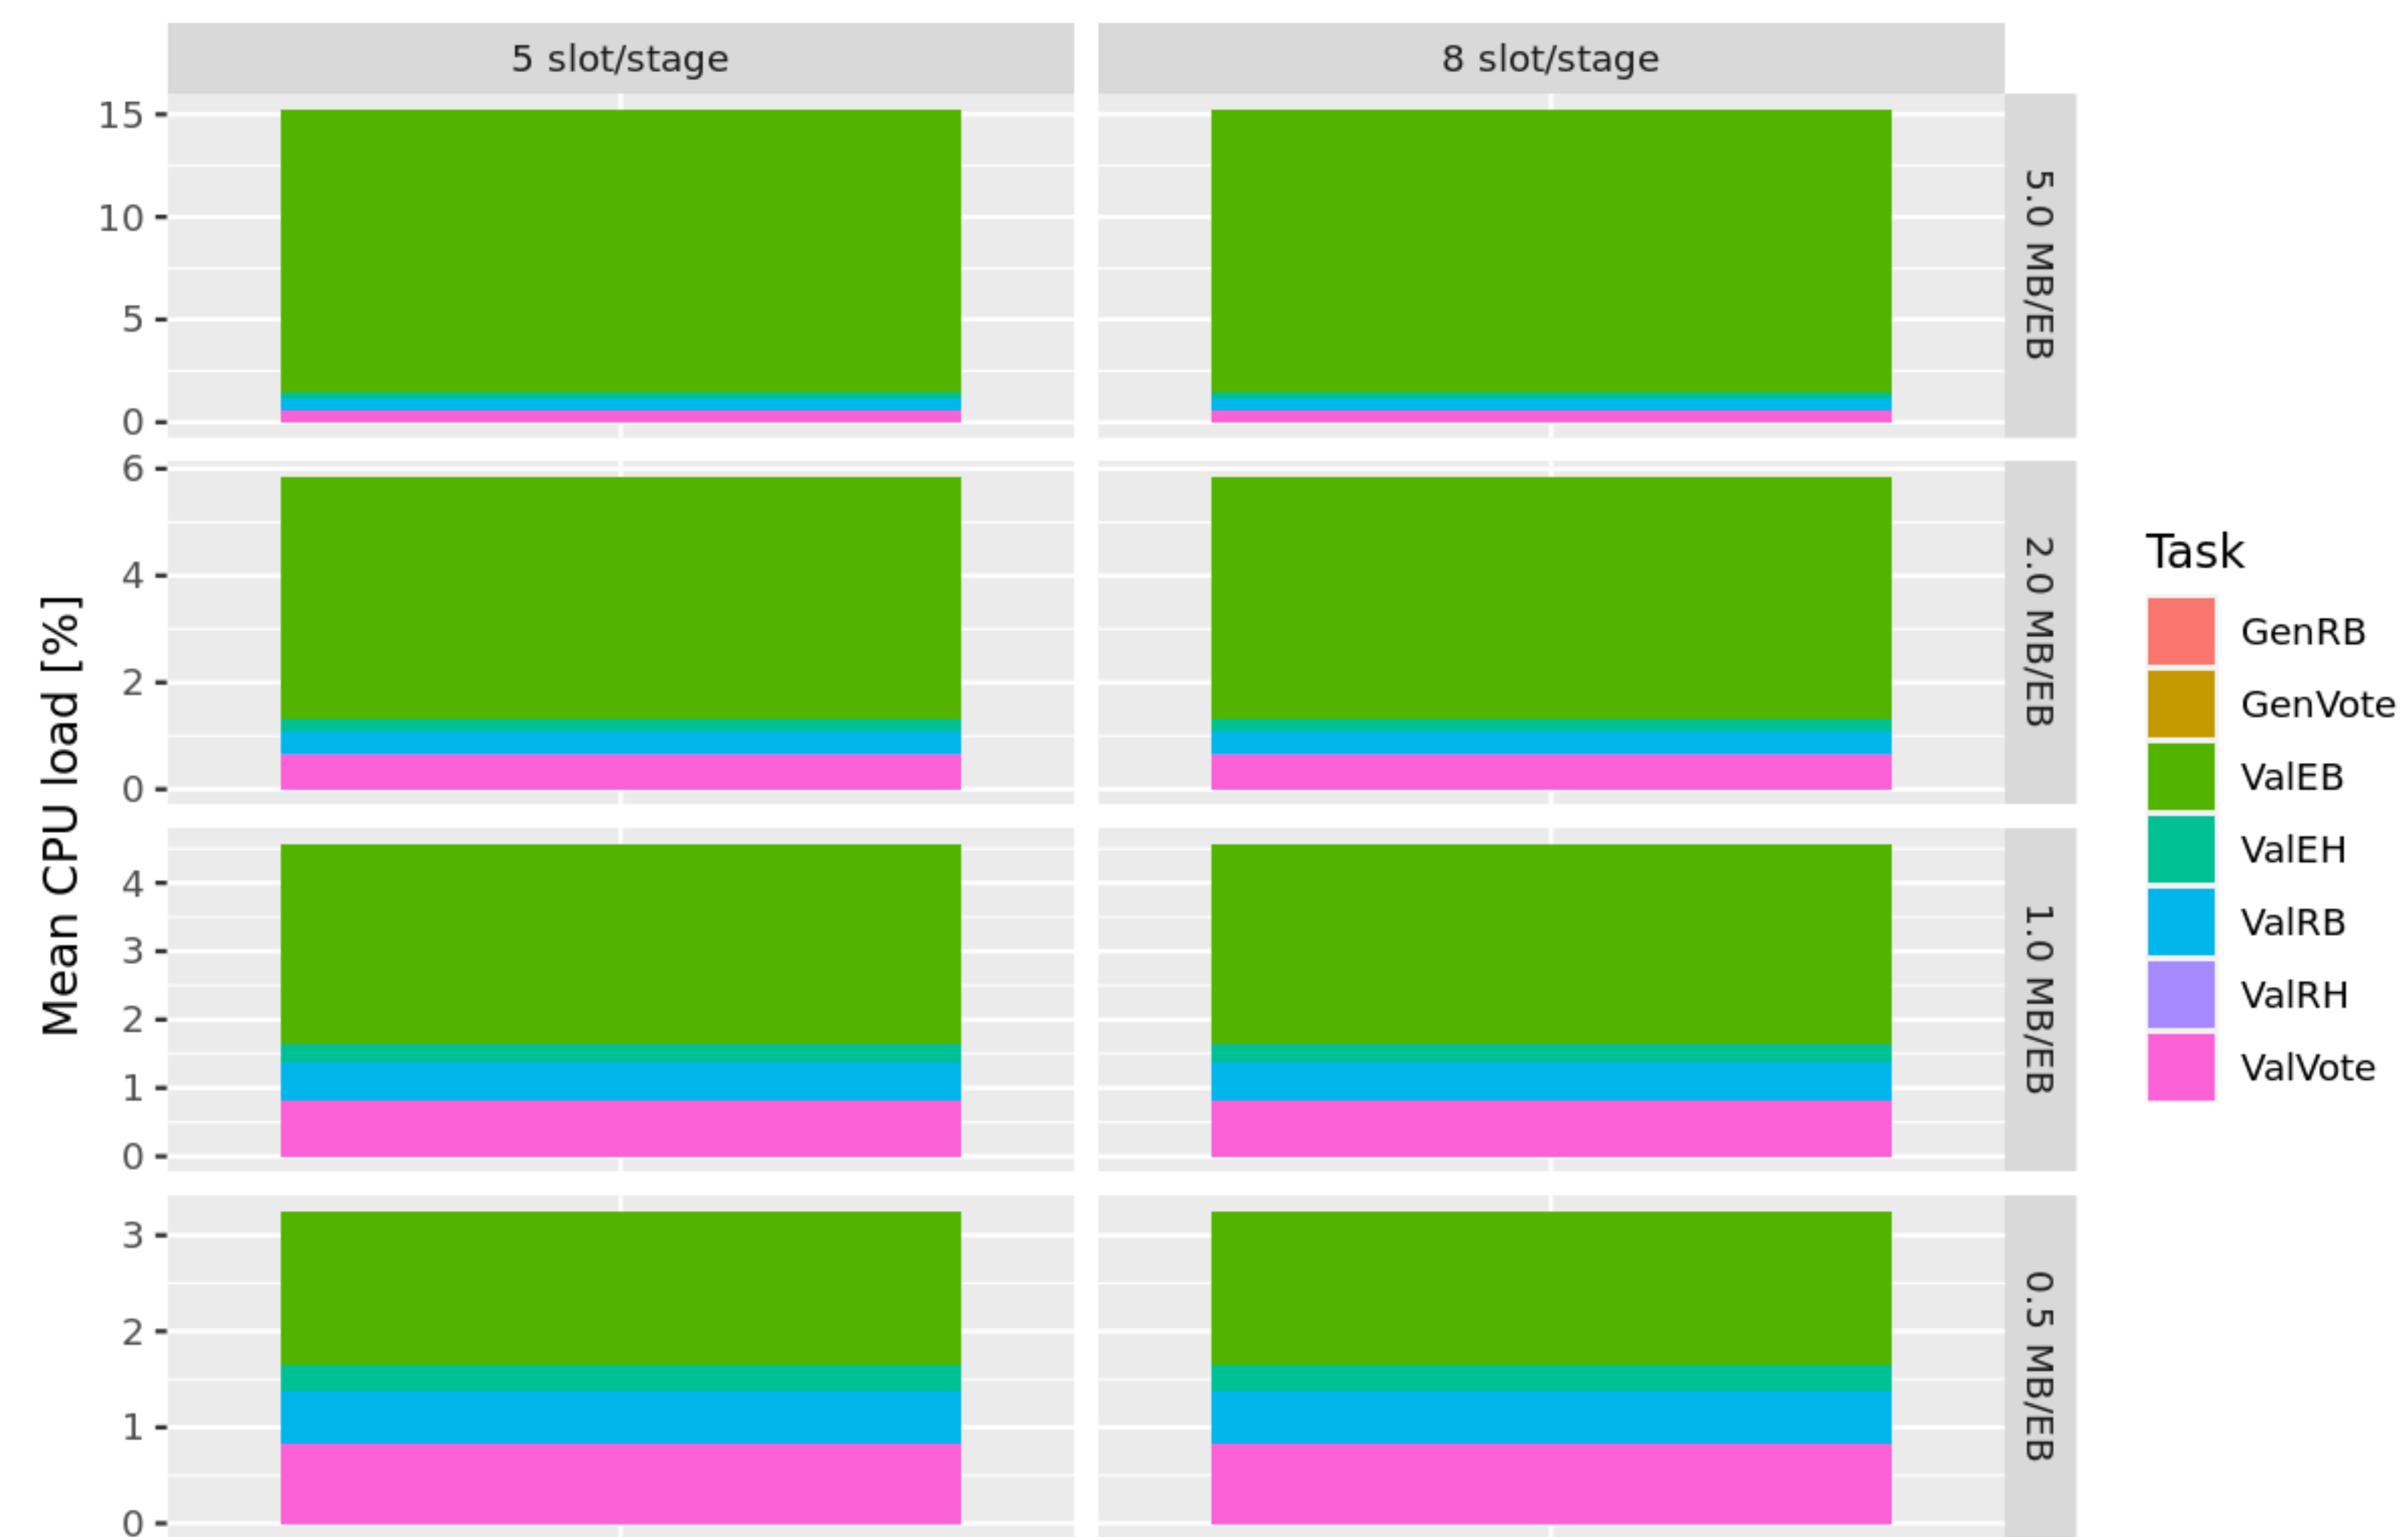 5 slot/stage
8 slot/stage
15
10
5
0
5.0 MB/EB
6
4
2
0
2.0 MB/EB
4
3
2
1
0
1.0 MB/EB
3
2
1
0
0.5 MB/EB
Mean CPU load [%]
Task
GenRB
GenVote
ValEB
ValEH
ValRB
ValRH
ValVote